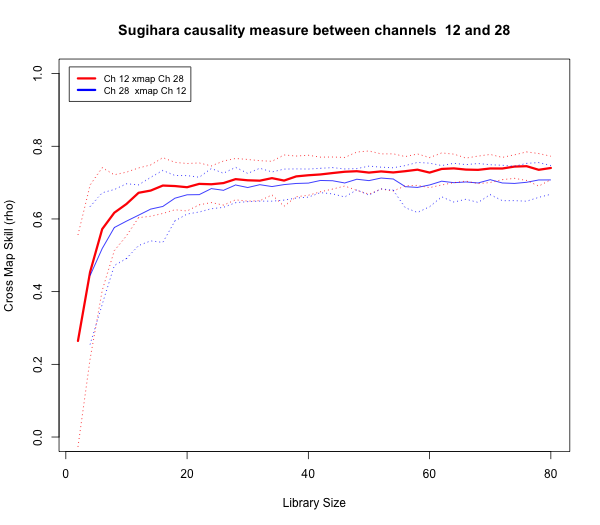 Sugihara causality measure between channels  12 and 28
Ch 12 xmap Ch 28
Ch 28  xmap Ch 12
1.0
0.8
0.6
0.4
0.2
0.0
Cross Map Skill (rho)
0 20 40 60 80
Library Size